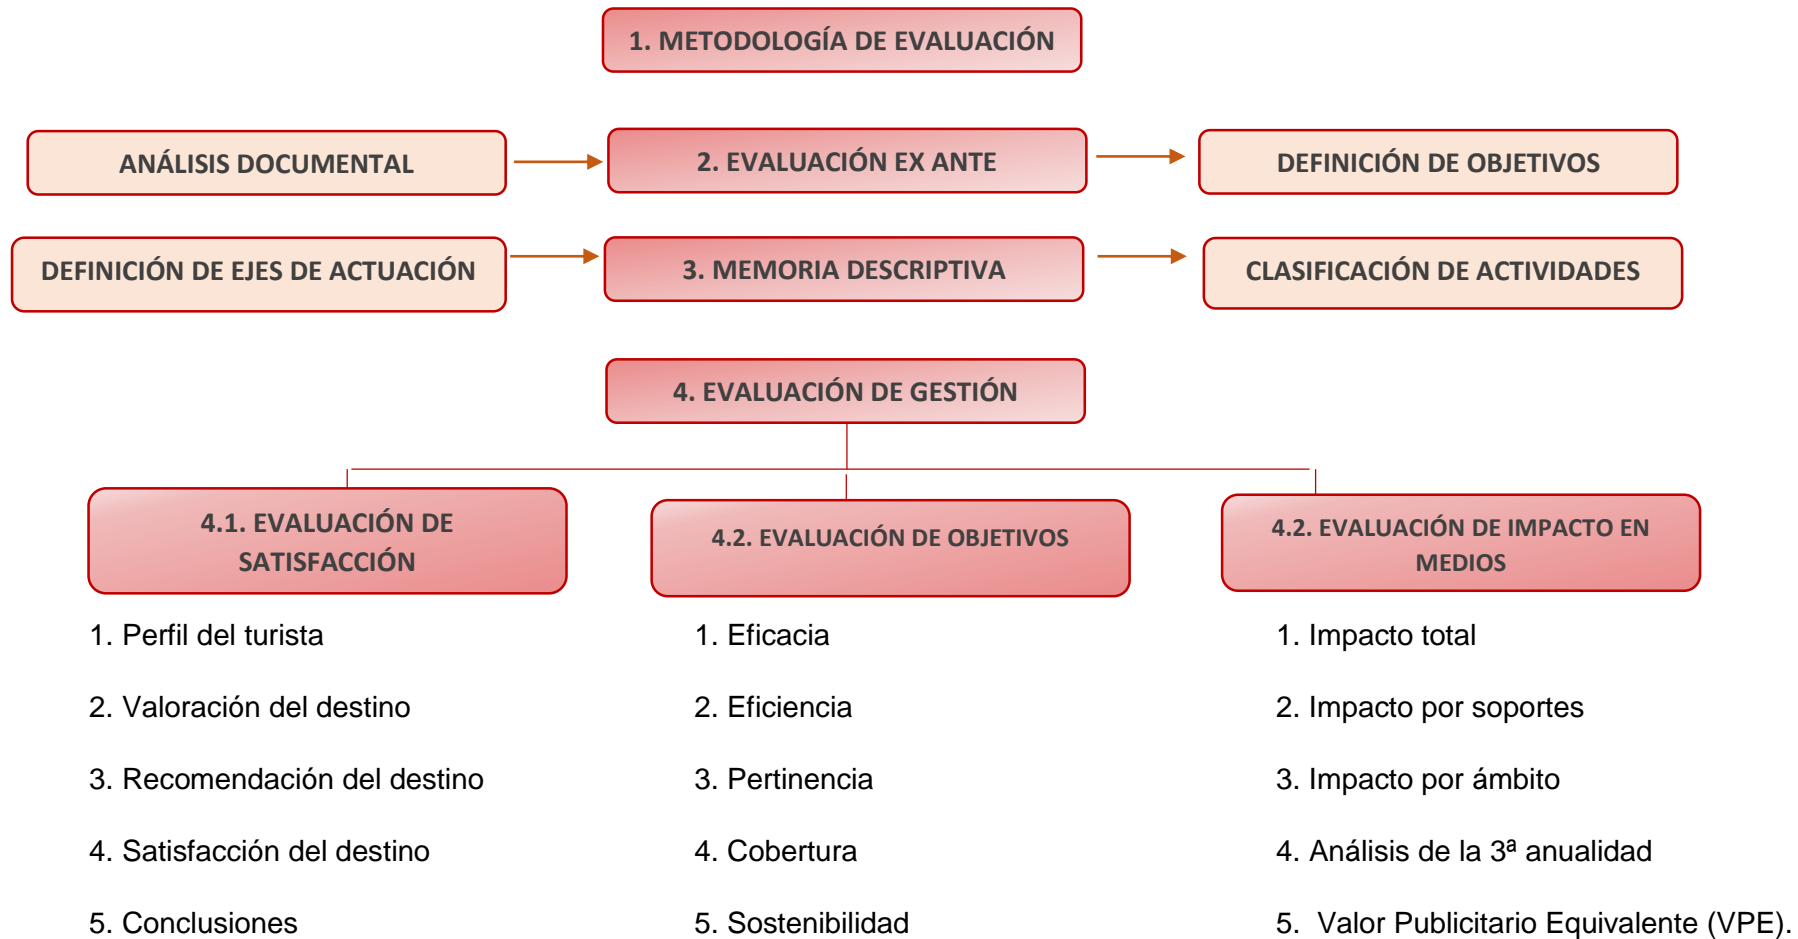 1. METODOLOGÍA DE EVALUACIÓN
ANÁLISIS DOCUMENTAL
2. EVALUACIÓN EX ANTE
DEFINICIÓN DE OBJETIVOS
DEFINICIÓN DE EJES DE ACTUACIÓN
3. MEMORIA DESCRIPTIVA
CLASIFICACIÓN DE ACTIVIDADES
4. EVALUACIÓN DE GESTIÓN
4.1. EVALUACIÓN DE
SATISFACCIÓN
4.2. EVALUACIÓN DE OBJETIVOS
4.2. EVALUACIÓN DE IMPACTO EN
MEDIOS
1. Perfil del turista
2. Valoración del destino
3. Recomendación del destino
4. Satisfacción del destino
5. Conclusiones
1. Eficacia
2. Eficiencia
3. Pertinencia
4. Cobertura
5. Sostenibilidad
1. Impacto total
2. Impacto por soportes
3. Impacto por ámbito
4. Análisis de la 3ª anualidad
5. Valor Publicitario Equivalente (VPE).